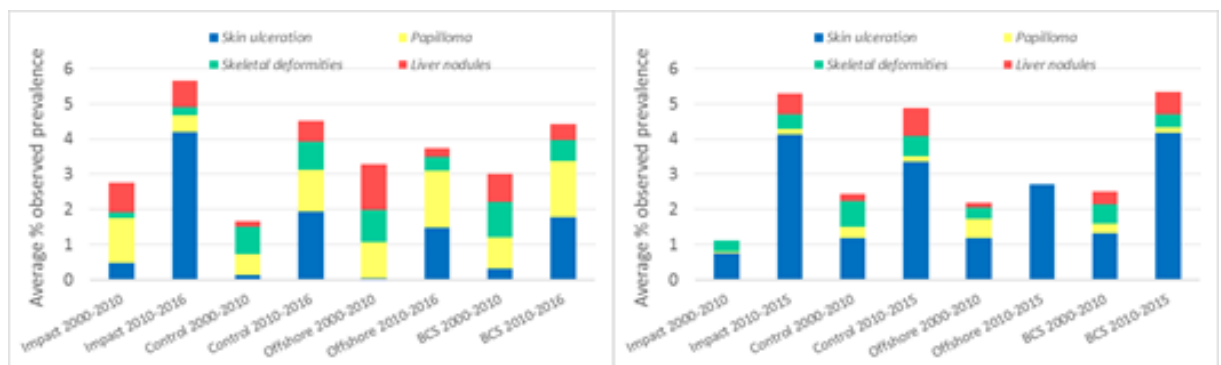 Average % observed prevalence
Skin ulceration
Papilloma
Skeletal deformities
Liver nodules
6
5
4
3
2
1
0
Impact 2000-2010
Impact 2010-2016
Control 2000-2010
Control 2010-2016
Offshore 2000-2010
Offshore 2010-2016
BCS 2000-2010
BCS 2010-2016
Average % observed prevalence
Skin ulceration
Papilloma
Skeletal deformities
Liver nodules
6
5
4
3
2
1
0
Impact 2000-2010
Impact 2010-2015
Control 2000-2010
Control 2010-2015
Offshore 2000-2010
Offshore 2010-2015
BCS 2000-2010
BCS 2010-2015